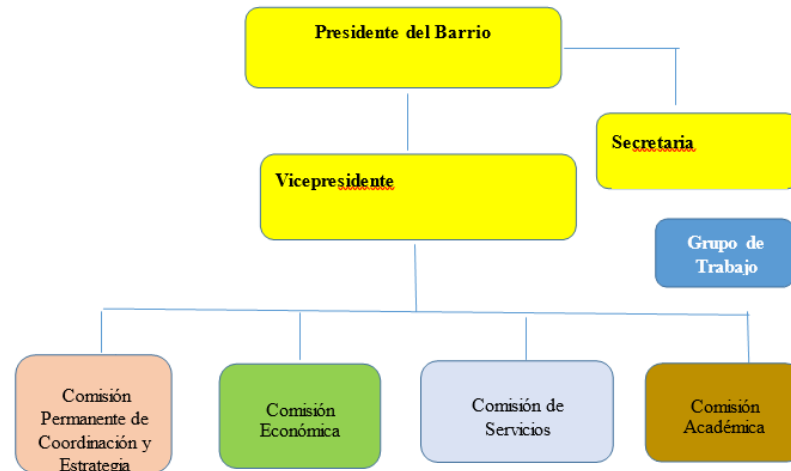 Presidente del Barrio
Secretaria
Vicepresidente
Grupo de
Trabajo
Comisión
Permanente de
Coordinación y
Estrategia
Comisión
Económica
Comisión de
Servicios
Comisión
Académica